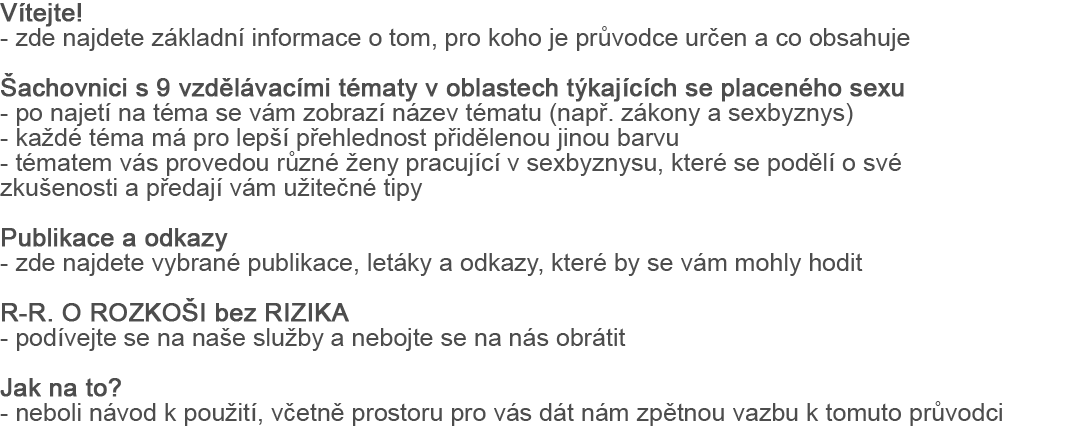 Vítejte!
- zde najdete základní informace o tom, pro koho je průvodce určen a co obsahuje
Šachovnici s 9 vzdělávacími tématy v oblastech týkajících se placeného sexu
- po najetí na téma se vám zobrazí název tématu (např. zákony a sexbyznys)
- každé téma má pro lepší přehlednost přidělenou jinou barvu
- tématem vás provedou různé ženy pracující v sexbyznysu, které se podělí o své
zkušenosti a předají vám užitečné tipy
Publikace a odkazy
- zde najdete vybrané publikace, letáky a odkazy, které by se vám mohly hodit
R-R. O ROZKOŠI bez RIZIKA
- podívejte se na naše služby a nebojte se na nás obrátit
Jak na to?
- neboli návod k použití, včetně prostoru pro vás dát nám zpětnou vazbu k tomuto průvodci